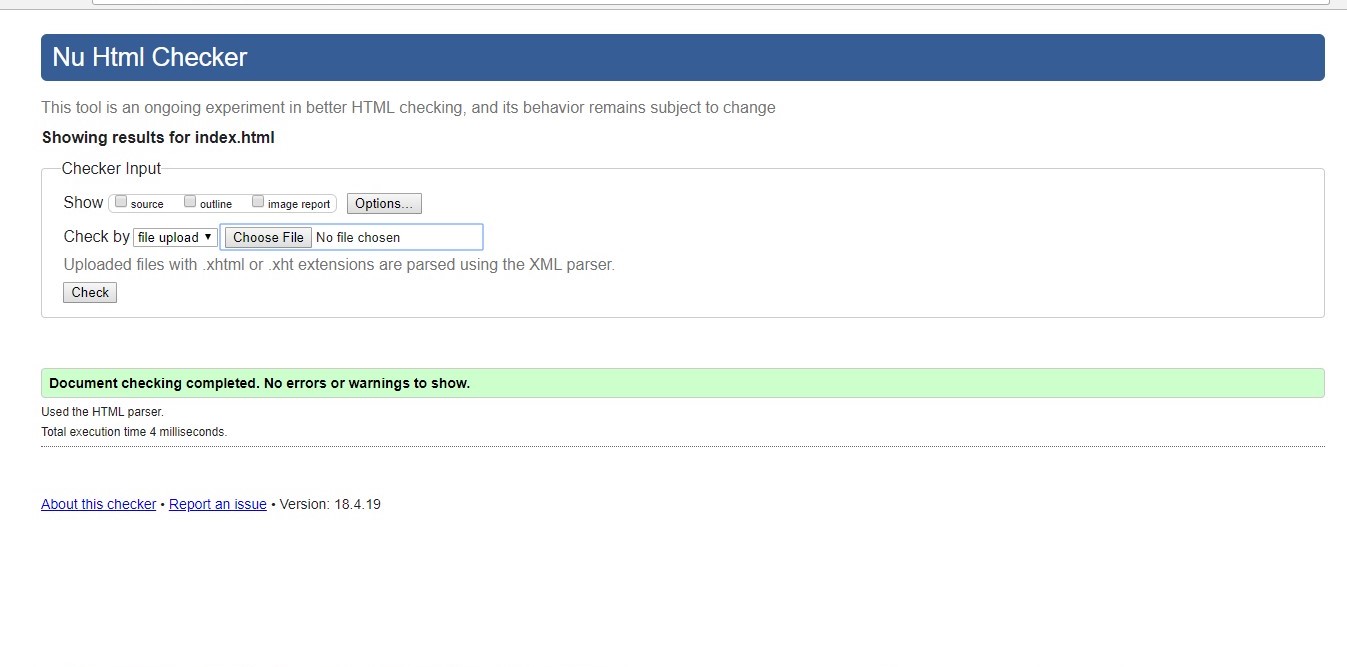 Nu Html Checker
This tool is an ongoing experiment in better HTML checking, and its behavior remains subject to change
Showing results for index.html
Checker Input
Show source outline image report Options...
Check by file upload ▼ Choose File No file chosen
Uploaded files with .xhtml or .xht extensions are parsed using the XML parser.
Check
Document checking completed. No errors or warnings to show.
Used the HTML parser.
Total execution time 4 milliseconds.
About this checker • Report an issue • Version: 18.4.19